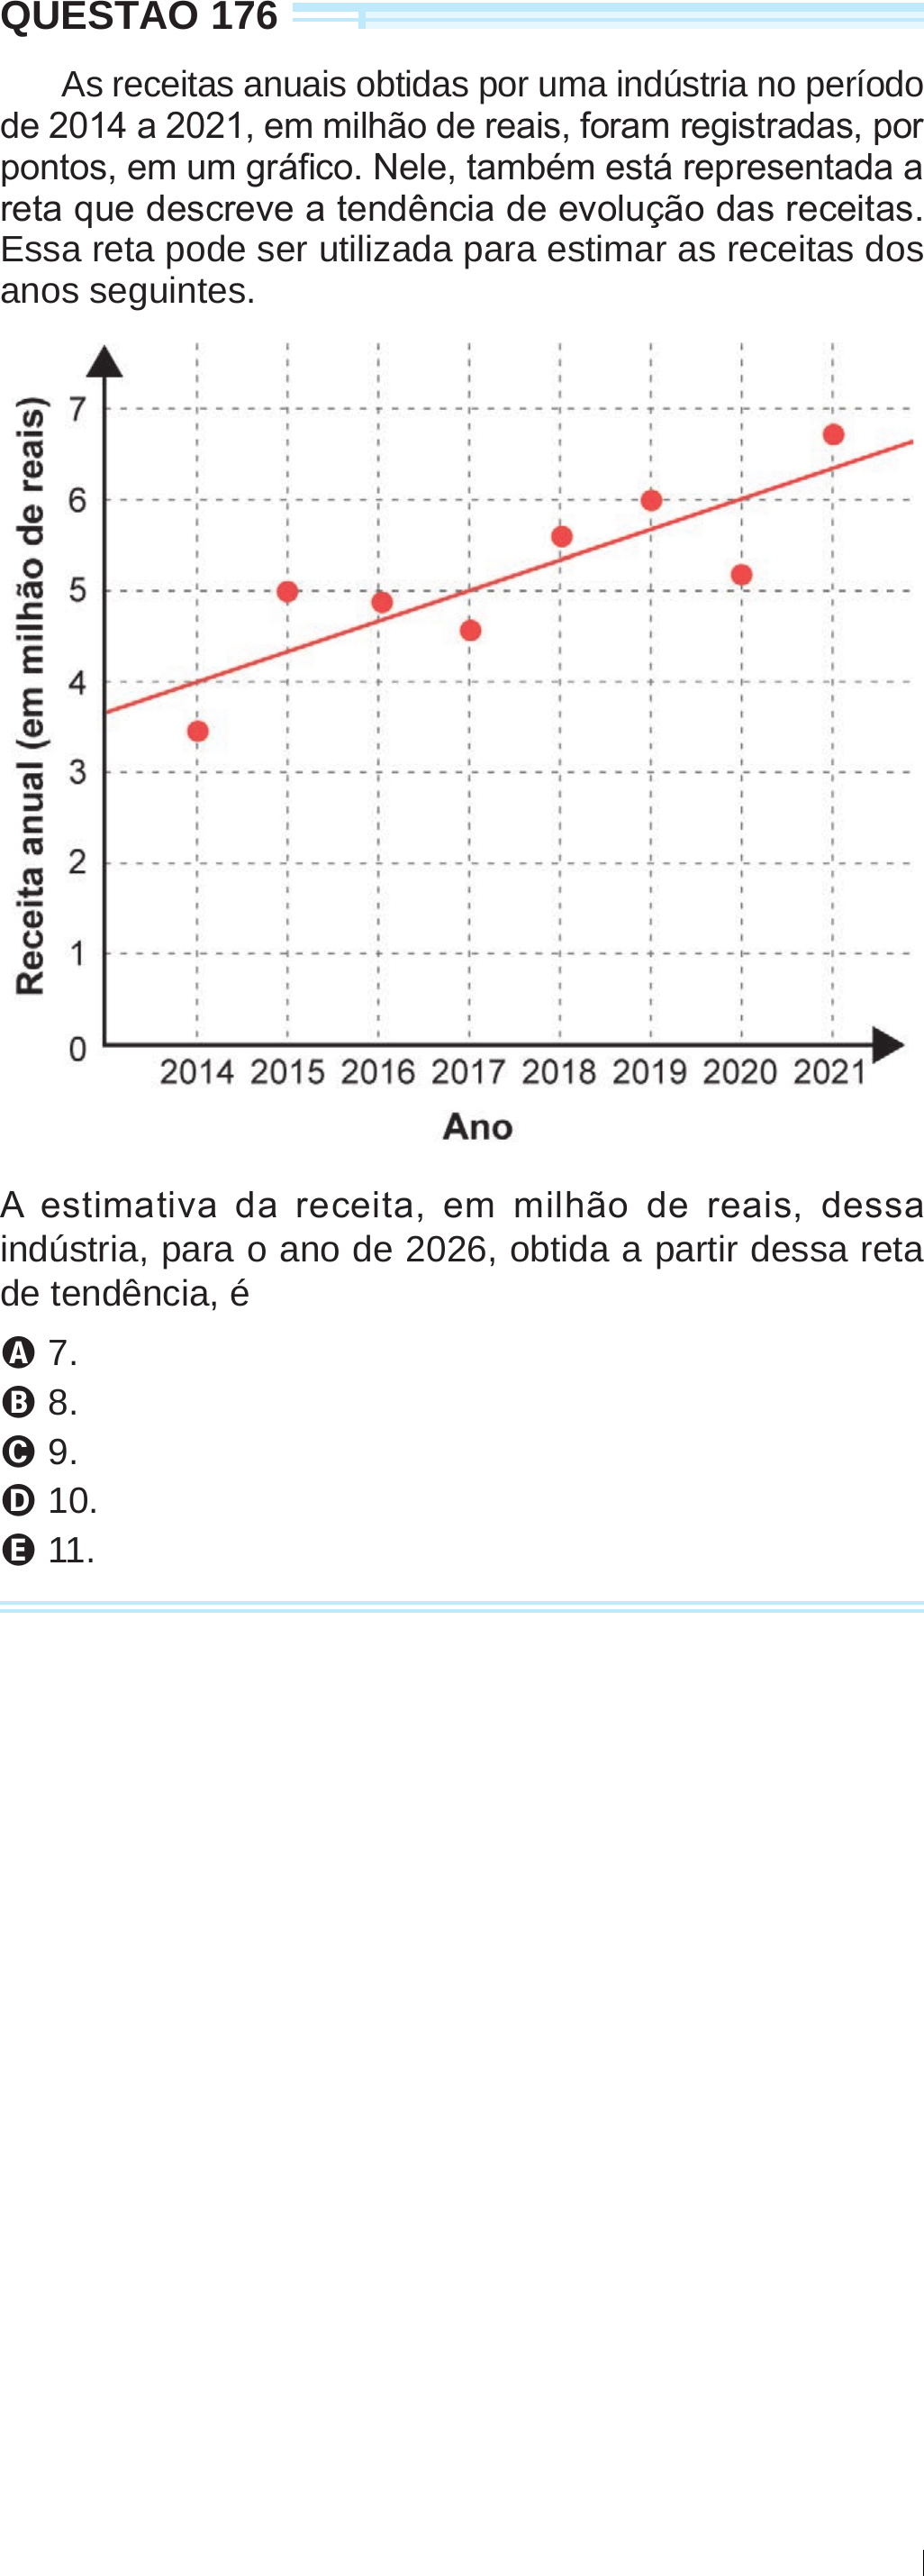 QUESTÃO 176
As receitas anuais obtidas por uma indústria no período
de 2014 a 2021, em milhão de reais, foram registradas, por
pontos, em um gráfico. Nele, também está representada a
reta que descreve a tendência de evolução das receitas.
Essa reta pode ser utilizada para estimar as receitas dos
anos seguintes.
Receita anual (em milhão de reais)
7
6
5
4
3
2
1
0
2014 2015 2016 2017 2018 2019 2020 2021
Ano
A estimativa da receita, em milhão de reais, dessa
indústria, para o ano de 2026, obtida a partir dessa reta
de tendência, é
A 7.
B 8.
C 9.
D 10.
E 11.